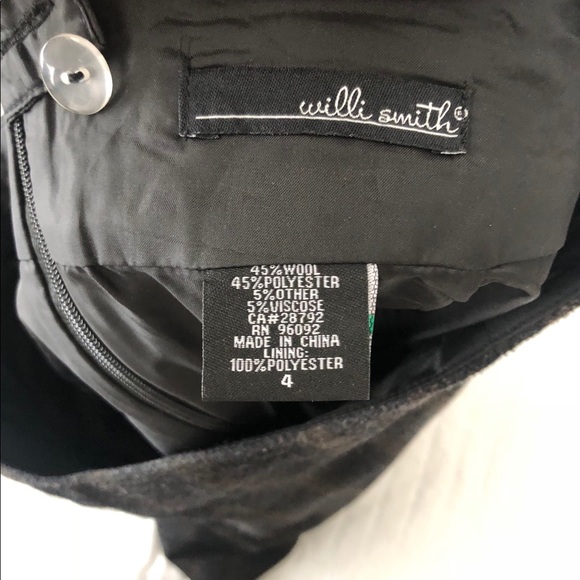 willi smith®
45%WOOL
45%POLYESTER
5%OTHER
5%VISCOSE
CA#28792
RN 96092
MADE IN CHINA
LINING:
100%POLYESTER
4